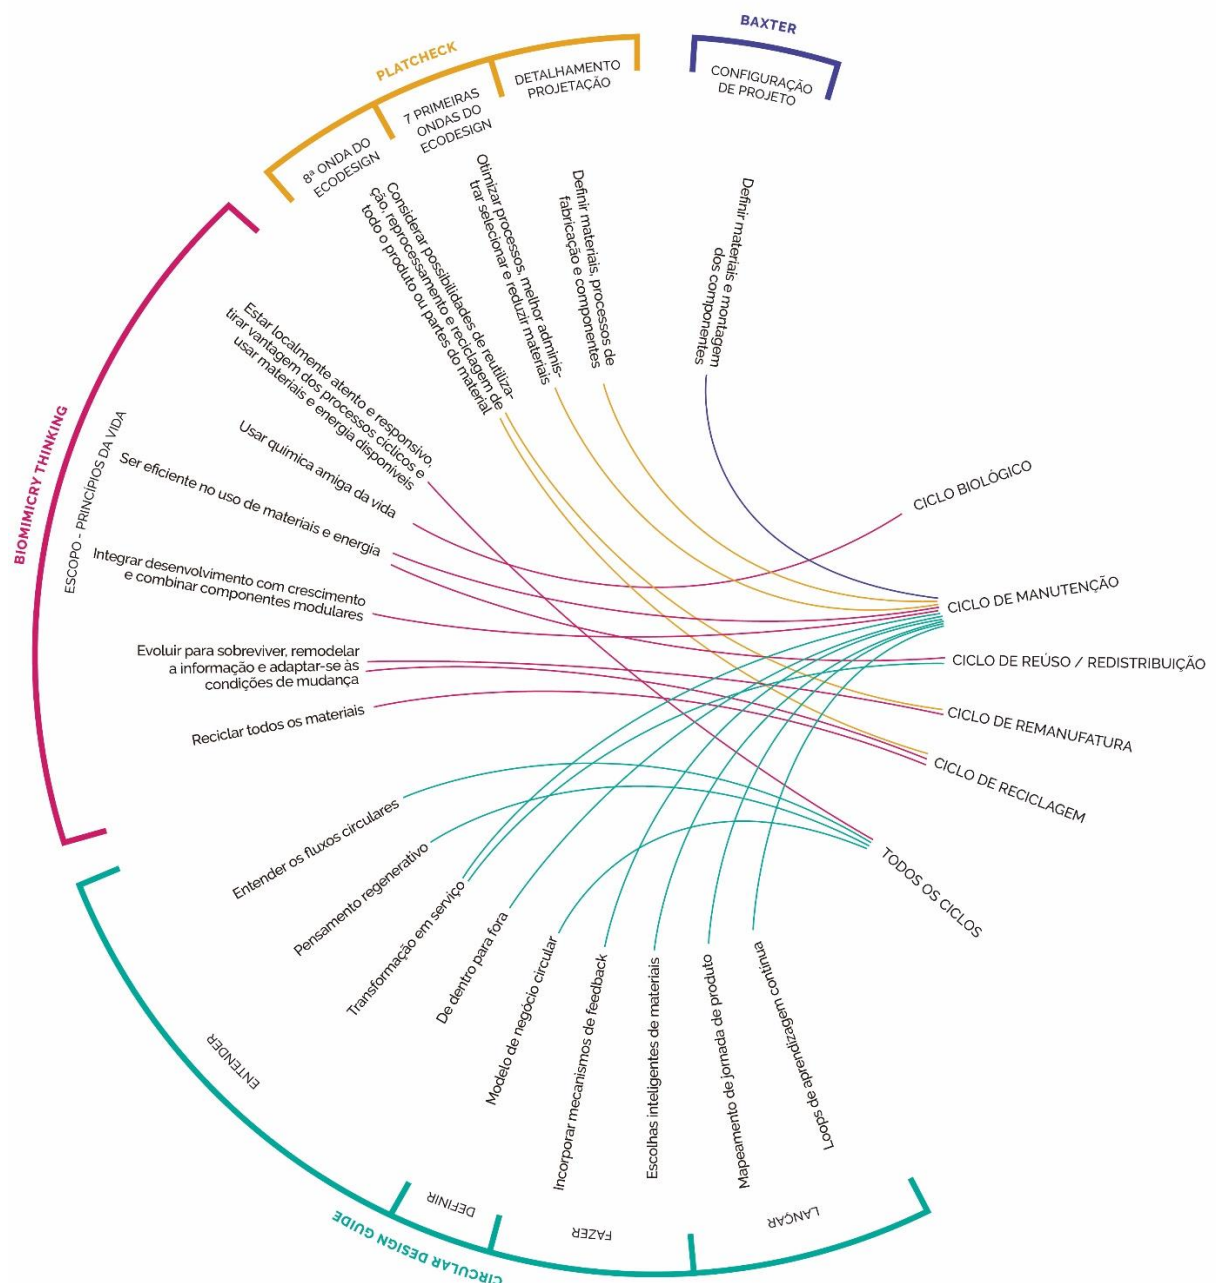 BAXTER
CONFIGURAÇÃO
DE PROJETO
Definir materiais e montagem
dos componentes
PLATCHECK
DETALHAMENTO
PROJETAÇÃO
Definir materiais, processos de
fabricação e componentes
7 PRIMEIRAS
ONDAS DO
ECODESIGN
Otimizar processos, melhor adminis-
trar selecionar e reduzir materiais
8ª ONDA DO
ECODESIGN
Considerar possibilidades de reutiliza-
ção, reprocessamento e reciclagem de
todo o produto ou partes do material
BIOMIMICRY THINKING
ESCOPO - PRINCÍPIOS DA VIDA
Estar localmente atento e responsivo,
tirar vantagem dos processos cíclicos e
usar materiais e energia disponíveis
Usar química amiga da vida
Ser eficiente no uso de materiais e energia
Integrar desenvolvimento com crescimento
e combinar componentes modulares
Evoluir para sobreviver, remodelar
a informação e adaptar-se às
condições de mudança
Reciclar todos os materiais
CIRCULAR DESIGN GUIDE
ENTENDER
Entender os fluxos circulares
Pensamento regenerativo
Transformação em serviço
De dentro para fora
DEFINIR
Modelo de negócio circular
FAZER
Incorporar mecanismos de feedback
Escolhas inteligentes de materiais
LANÇAR
Mapeamento de jornada de produto
Loops de aprendizagem contínua
CICLO BIOLÓGICO
CICLO DE MANUTENÇÃO
CICLO DE REÚSO / REDISTRIBUIÇÃO
CICLO DE REMANUFATURA
CICLO DE RECICLAGEM
TODOS OS CICLOS